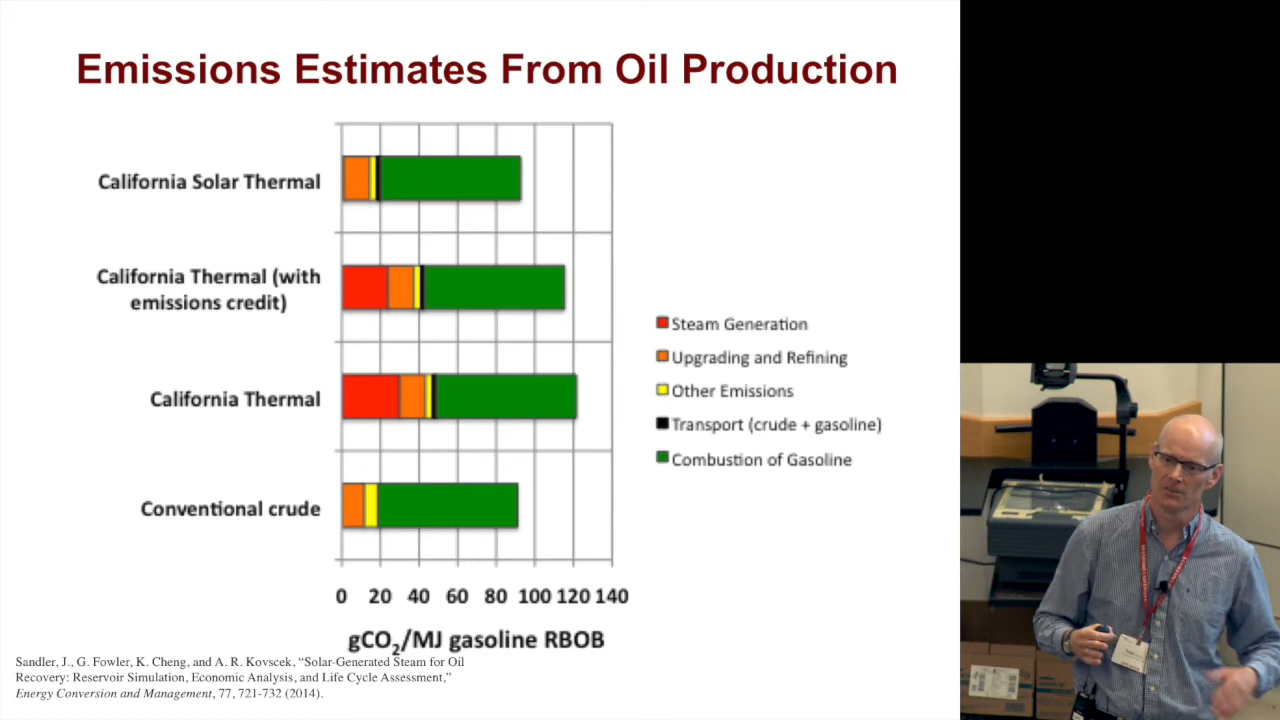 Emissions Estimates From Oil Production
California Solar Thermal
California Thermal (with
emissions credit)
California Thermal
Conventional crude
0 20 40 60 80 100 120 140
gCO₂/MJ gasoline RBOB
Steam Generation
Upgrading and Refining
Other Emissions
Transport (crude + gasoline)
Combustion of Gasoline
Sandler, J., G. Fowler, K. Cheng, and A. R. Kovscek, “Solar-Generated Steam for Oil
Recovery: Reservoir Simulation, Economic Analysis, and Life Cycle Assessment,”
Energy Conversion and Management, 77, 721-732 (2014).